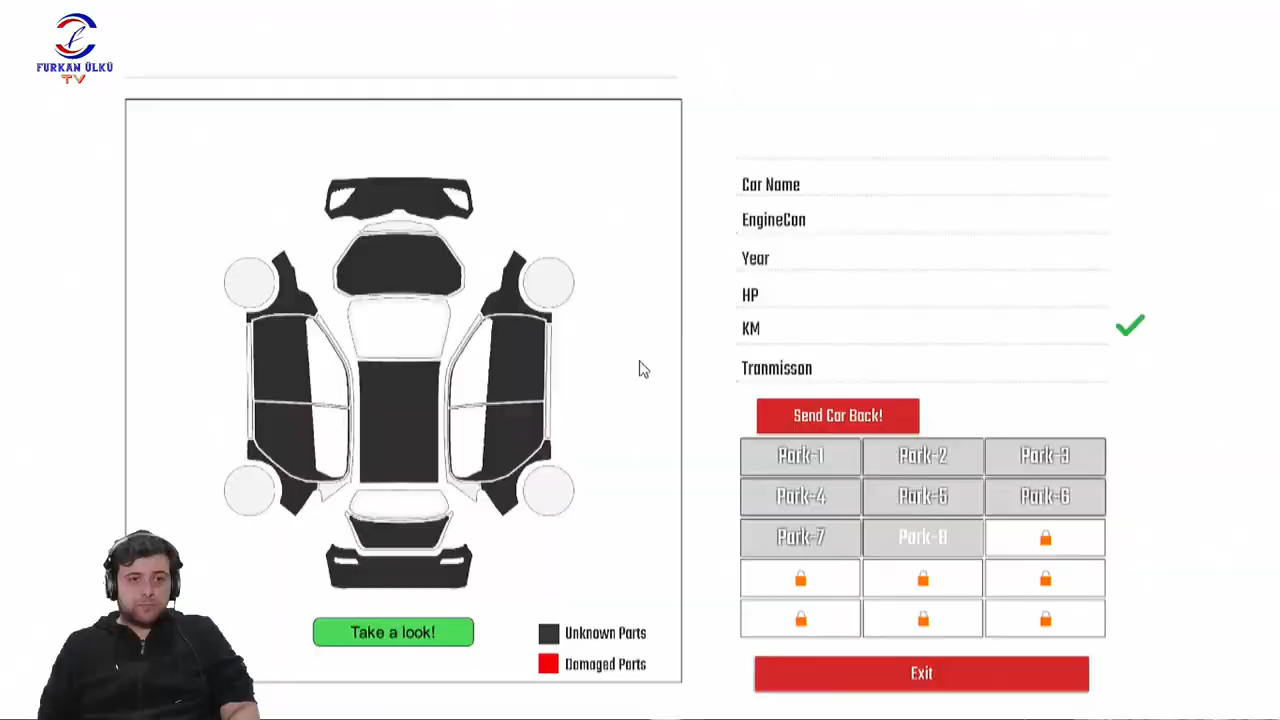 FURKAN ÜLKÜ
TV
Car Name
EngineCon
Year
HP
KM
Tranmisson
Send Car Back!
Park-1 Park-2 Park-3
Park-4 Park-5 Park-6
Park-7 Park-8
Take a look!
Unknown Parts
Damaged Parts
Exit